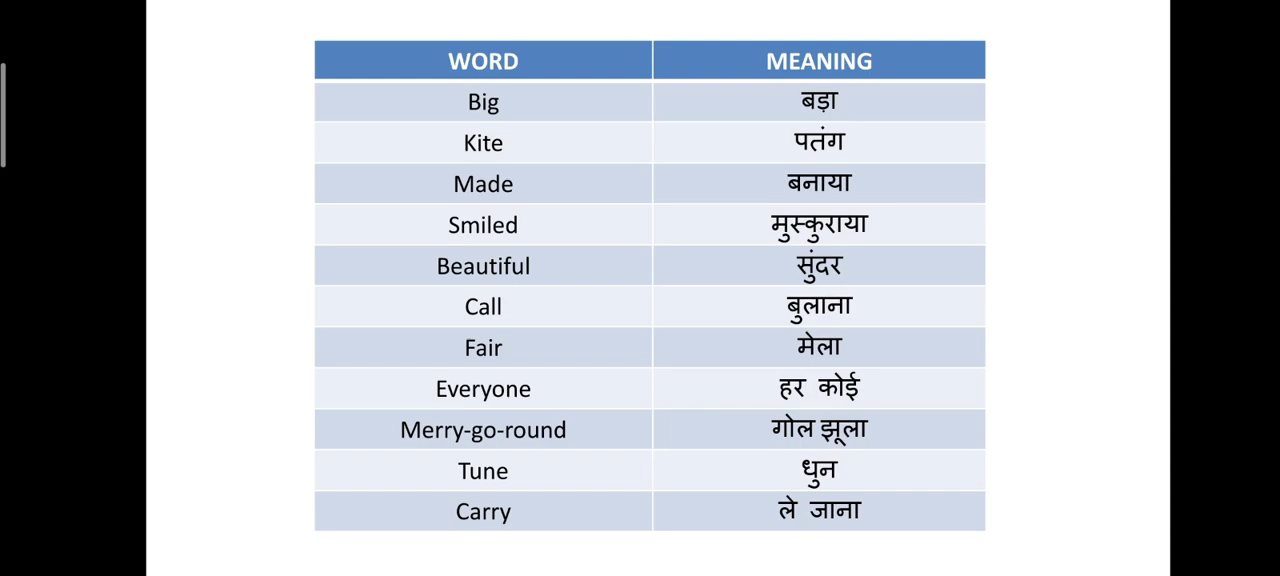 WORD MEANING
Big बड़ा
Kite पतंग
Made बनाया
Smiled मुस्कुराया
Beautiful सुंदर
Call बुलाना
Fair मेला
Everyone हर कोई
Merry-go-round गोल झूला
Tune धुन
Carry ले जाना